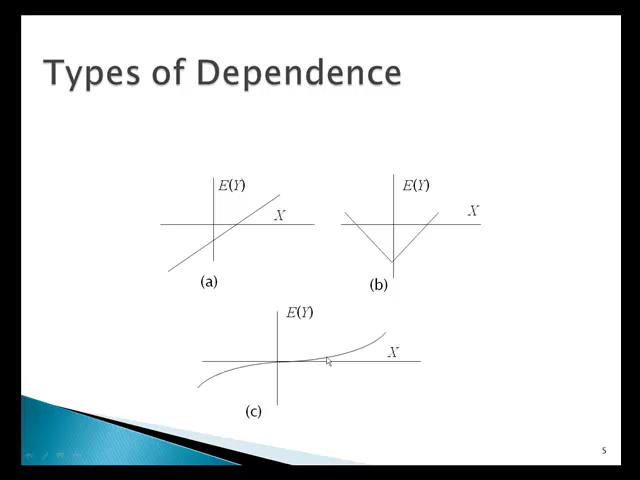 Types of Dependence
E(Y)
X
(a)
E(Y)
X
(b)
E(Y)
X
(c)
5